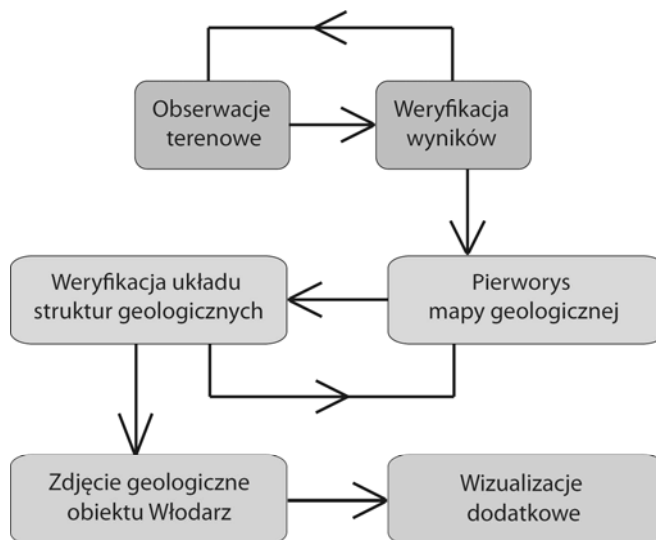 Obserwacje
terenowe
Weryfikacja
wyników
Weryfikacja układu
struktur geologicznych
Pierworys
mapy geologicznej
Zdjęcie geologiczne
obiektu Włodarz
Wizualizacje
dodatkowe